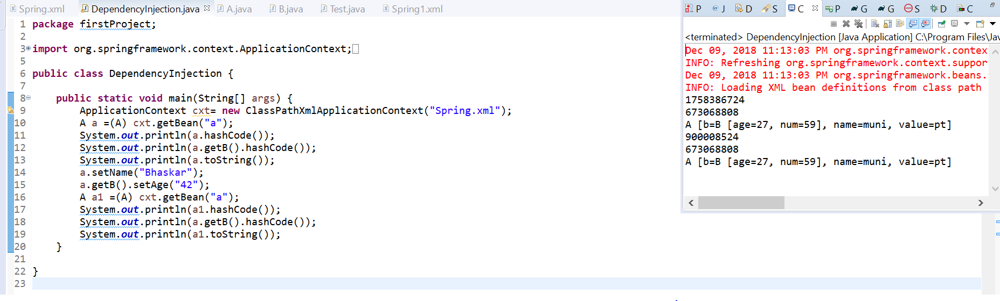 Spring.xml DependencyInjection.java A.java B.java Test.java Spring1.xml
1 package firstProject;
2
3 import org.springframework.context.ApplicationContext;
5
6 public class DependencyInjection {
7
8 public static void main(String[] args) {
9 ApplicationContext cxt= new ClassPathXmlApplicationContext("Spring.xml");
10 A a =(A) cxt.getBean("a");
11 System.out.println(a.hashCode());
12 System.out.println(a.getB().hashCode());
13 System.out.println(a.toString());
14 a.setName("Bhaskar");
15 a.getB().setAge("42");
16 A a1 =(A) cxt.getBean("a");
17 System.out.println(a1.hashCode());
18 System.out.println(a.getB().hashCode());
19 System.out.println(a1.toString());
20 }
21
22 }
23
P J D S C P G G S D C
<terminated> DependencyInjection [Java Application] C:\Program Files\Jav
Dec 09, 2018 11:13:03 PM org.springframework.contex
INFO: Refreshing org.springframework.context.suppor
Dec 09, 2018 11:13:03 PM org.springframework.beans.
INFO: Loading XML bean definitions from class path
1758386724
673068808
A [b=B [age=27, num=59], name=muni, value=pt]
900008524
673068808
A [b=B [age=27, num=59], name=muni, value=pt]